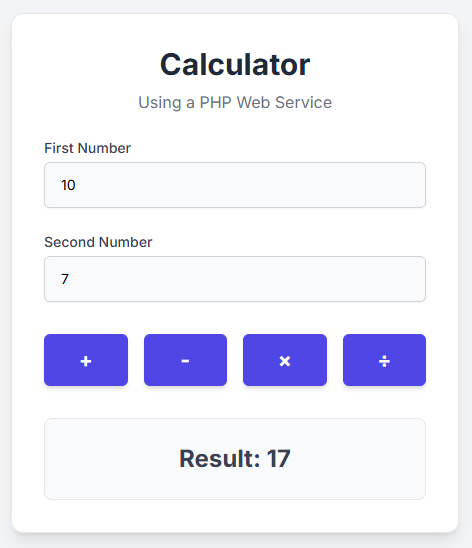 Calculator
Using a PHP Web Service
First Number
10
Second Number
7
+ - × ÷
Result: 17